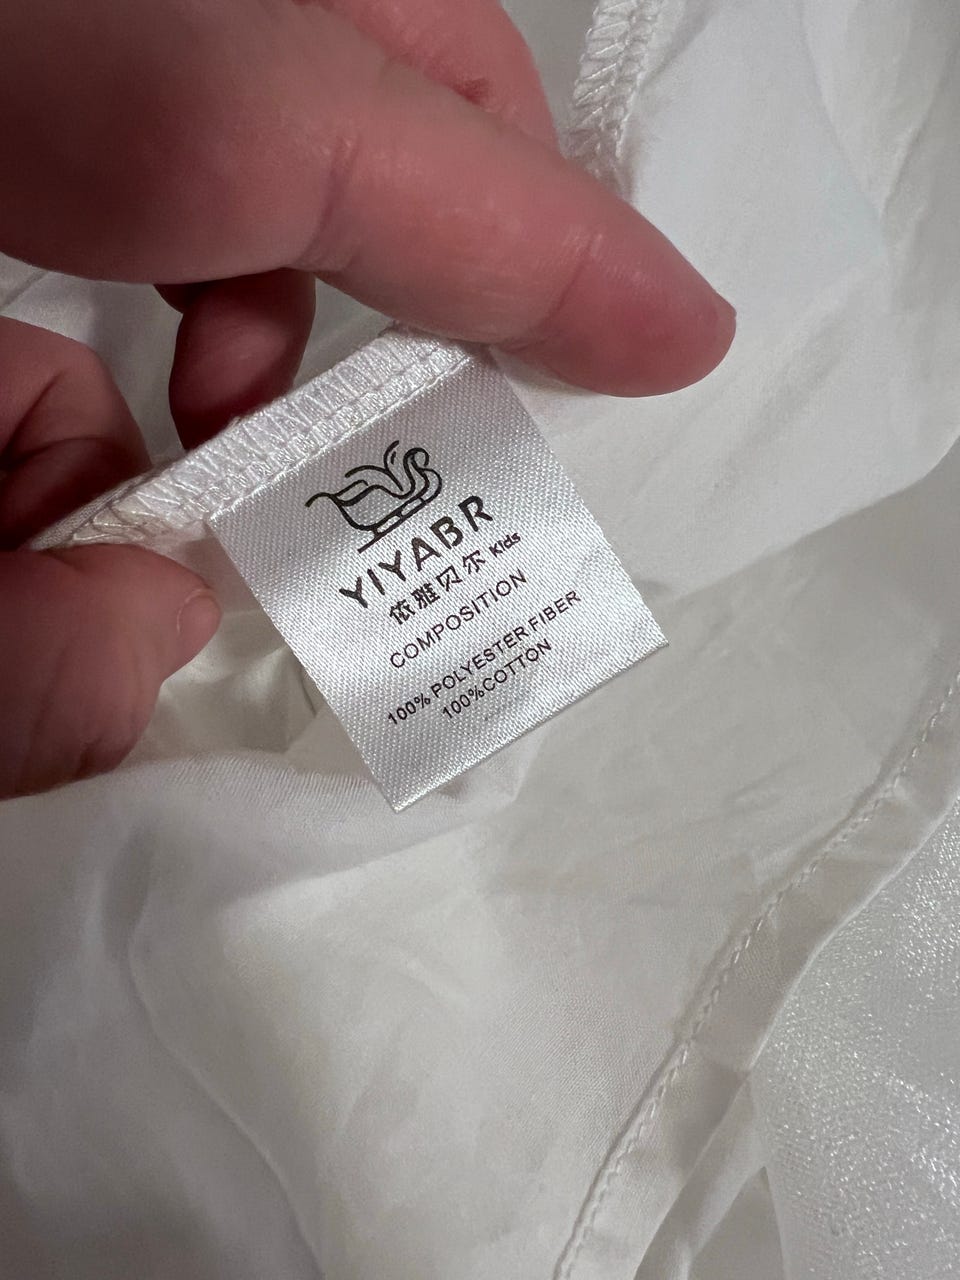 YIYABR
依雅贝尔 Kids
COMPOSITION
100% POLYESTER FIBER
100%COTTON